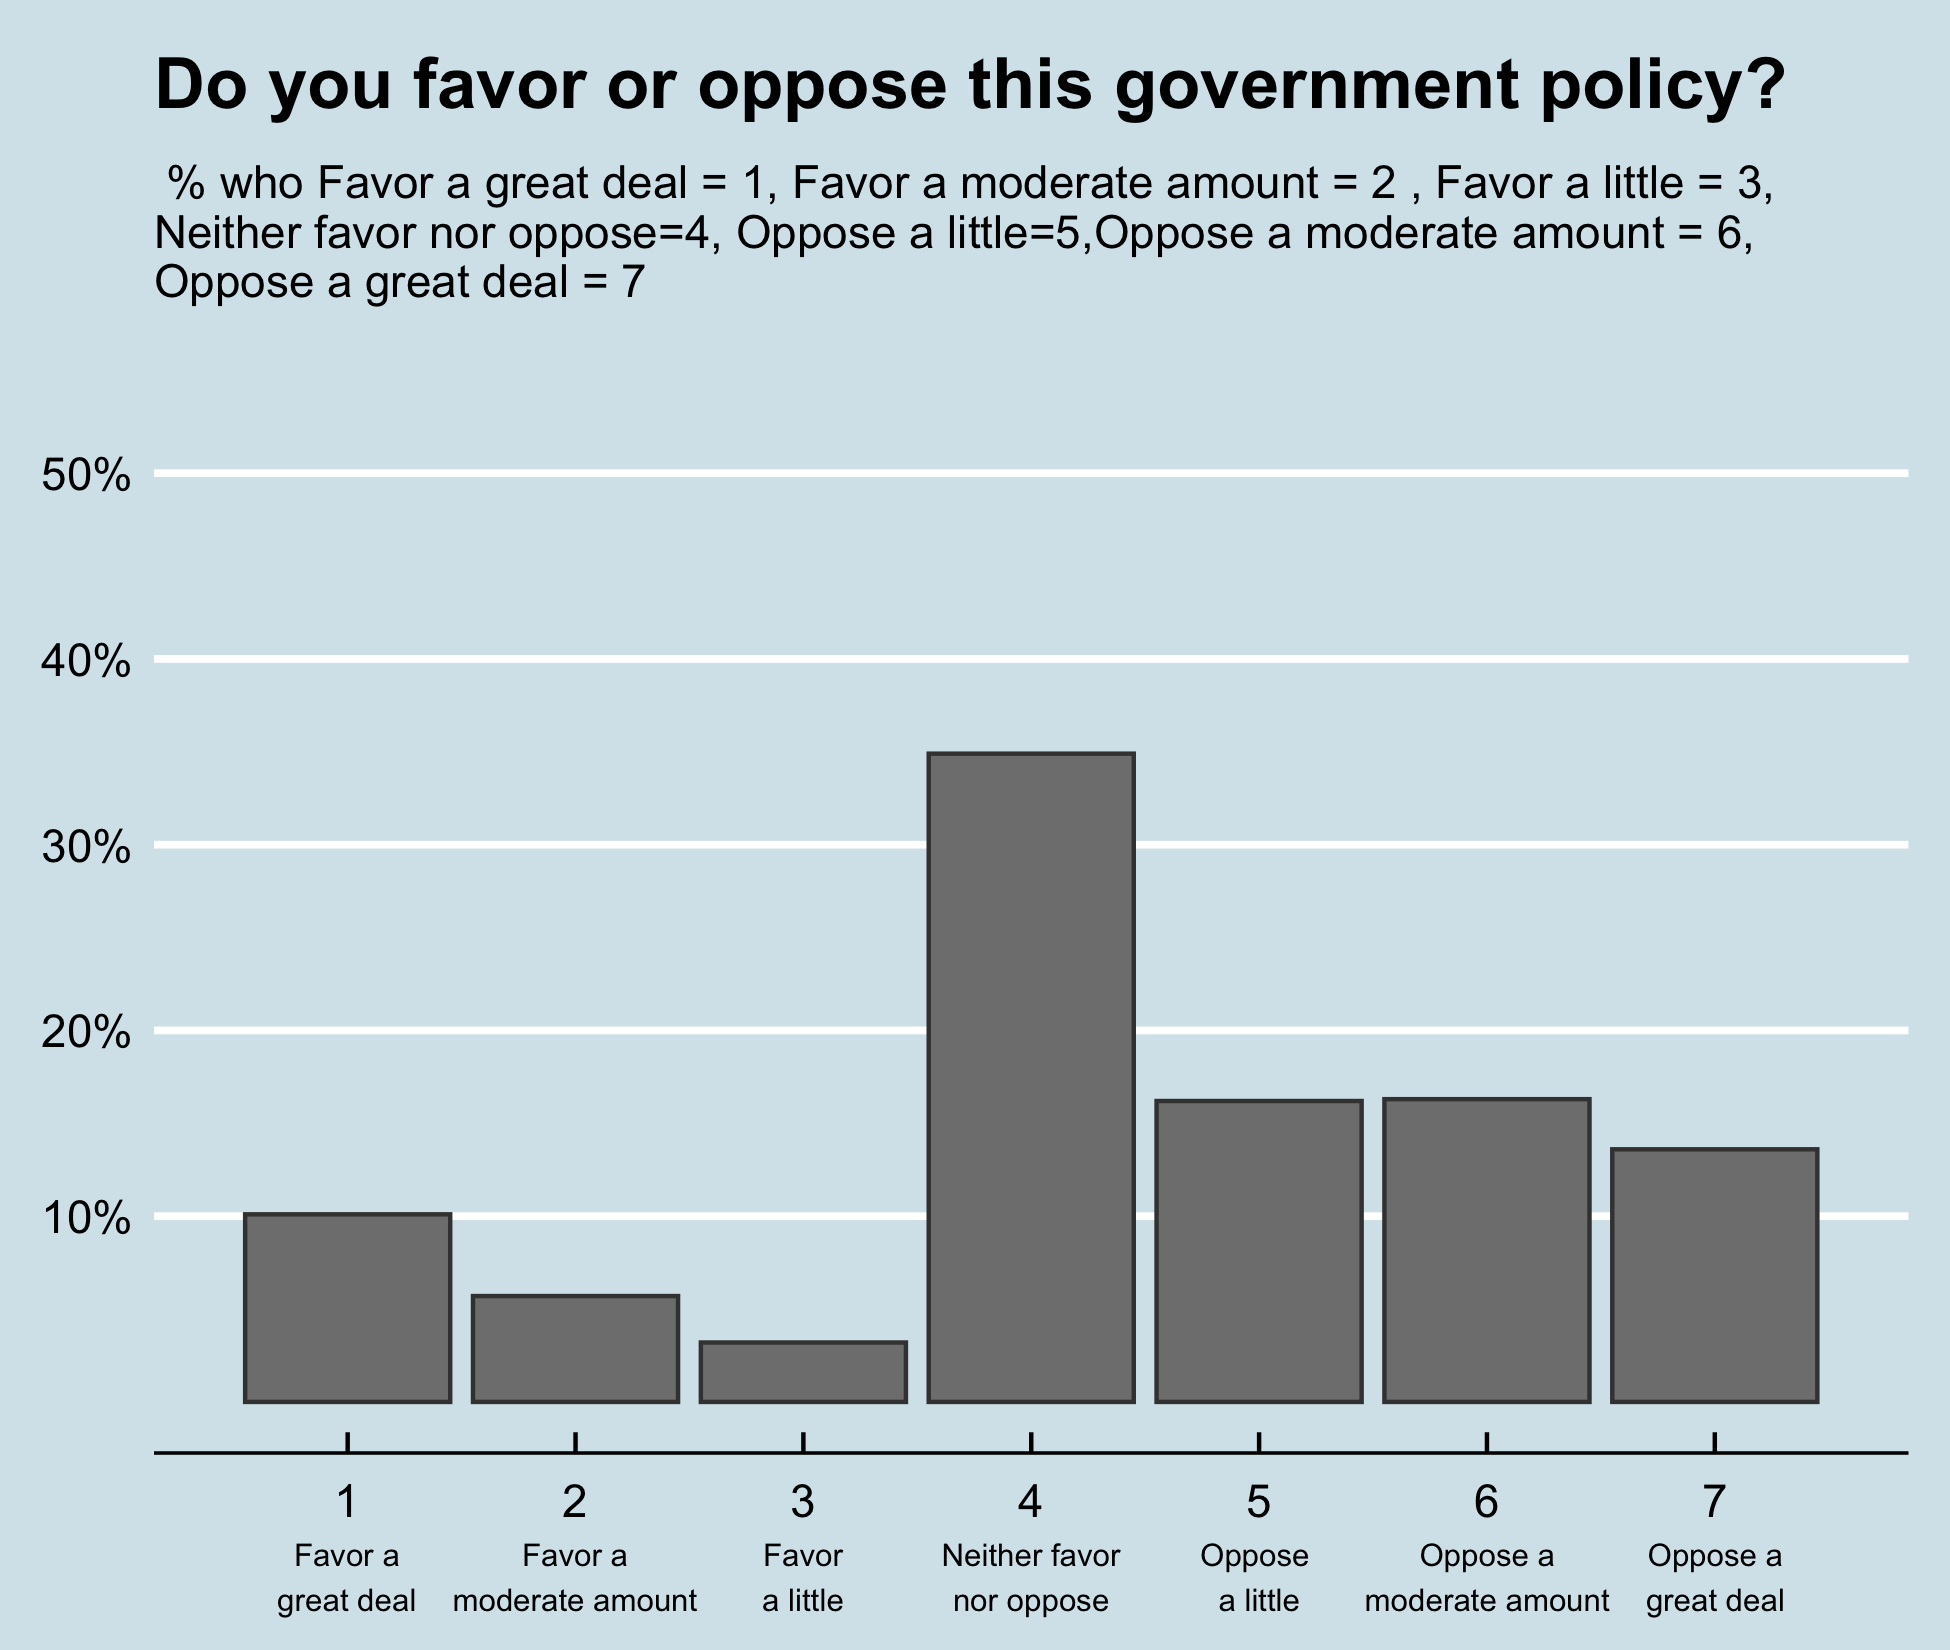 Do you favor or oppose this government policy?
% who Favor a great deal = 1, Favor a moderate amount = 2 , Favor a little = 3,
Neither favor nor oppose=4, Oppose a little=5,Oppose a moderate amount = 6,
Oppose a great deal = 7
50%
40%
30%
20%
10%
1 2 3 4 5 6 7
Favor a Favor a Favor Neither favor Oppose Oppose a Oppose a
great deal moderate amount a little nor oppose a little moderate amount great deal